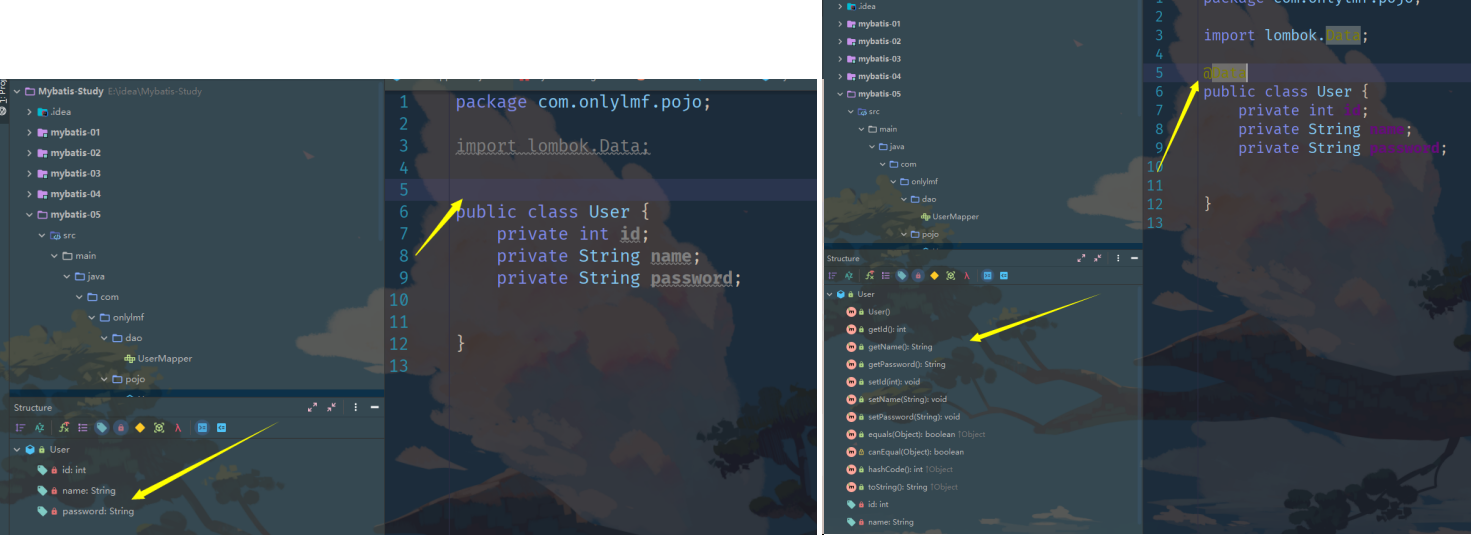 Mybatis-Study E:\idea\Mybatis-Study
.idea
mybatis-01
mybatis-02
mybatis-03
mybatis-04
mybatis-05
src
main
java
com
onlylmf
dao
UserMapper
pojo
Structure
User
id: int
name: String
password: String
1 package com.onlylmf.pojo;
2
3 import lombok.Data;
4
5
6 public class User {
7 private int id;
8 private String name;
9 private String password;
10
11
12 }
13
.idea
mybatis-01
mybatis-02
mybatis-03
mybatis-04
mybatis-05
src
main
java
com
onlylmf
dao
UserMapper
pojo
Structure
User
User()
getId(): int
getName(): String
getPassword(): String
setId(int): void
setName(String): void
setPassword(String): void
equals(Object): boolean ↑Object
canEqual(Object): boolean
hashCode(): int ↑Object
toString(): String ↑Object
id: int
name: String
1 package com.onlylmf.pojo;
2
3 import lombok.Data;
4
5 @Data
6 public class User {
7 private int id;
8 private String name;
9 private String password;
10
11
12 }
13